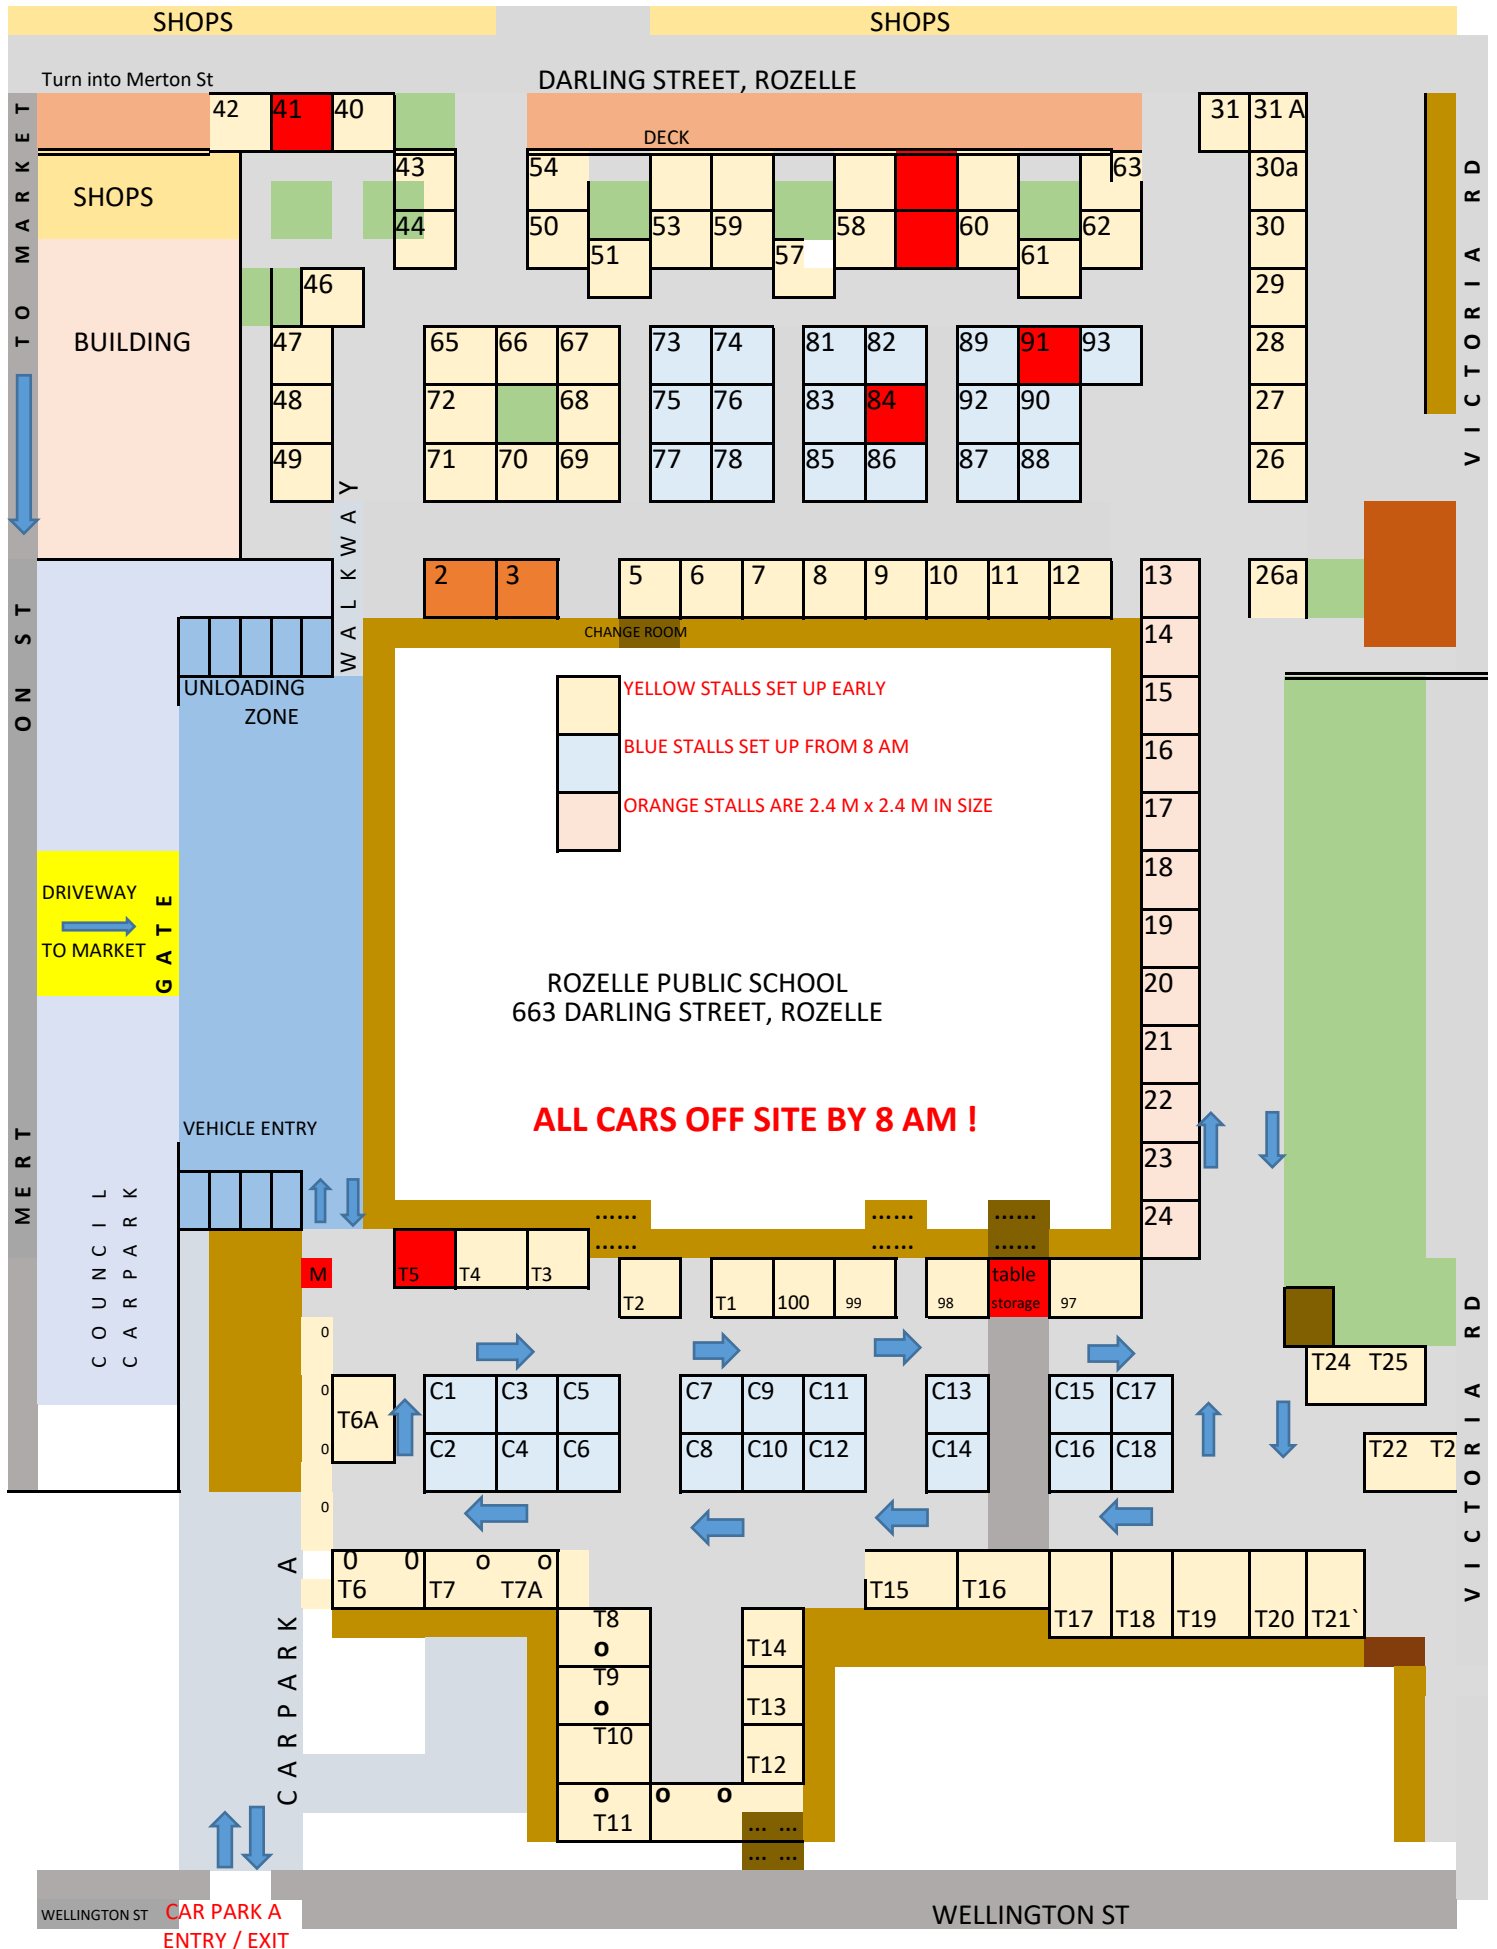 SHOPS SHOPS
Turn into Merton St DARLING STREET, ROZELLE
42 41 40 31 31 A
DECK
43 54 63 30a
SHOPS
44 50 53 59 58 60 62 30
51 57 61
46 29
BUILDING 47 65 66 67 73 74 81 82 89 91 93 28
48 72 68 75 76 83 84 92 90 27
49 71 70 69 77 78 85 86 87 88 26
WALKWAY
TO MARKET
VICTORIA RD
2 3 5 6 7 8 9 10 11 12 13 26a
CHANGE ROOM 14
UNLOADING
ZONE
YELLOW STALLS SET UP EARLY 15
BLUE STALLS SET UP FROM 8 AM 16
ORANGE STALLS ARE 2.4 M x 2.4 M IN SIZE 17
18
DRIVEWAY
TO MARKET
GATE
19
ROZELLE PUBLIC SCHOOL 20
663 DARLING STREET, ROZELLE
21
ALL CARS OFF SITE BY 8 AM ! 22
VEHICLE ENTRY
23
...... ...... ......
24
...... ...... ......
MERT ON ST
COUNCIL
CARPARK
M T5 T4 T3 table
T2 T1 100 99 98 storage 97
0
T24 T25
0 T6A C1 C3 C5 C7 C9 C11 C13 C15 C17
0 C2 C4 C6 C8 C10 C12 C14 C16 C18 T22 T2
VICTORIA RD
0
0 0 o o
T6 T7 T7A T15 T16
T8 T17 T18 T19 T20 T21`
o T14
T9
o T13
T10
T12
o o o
T11 ... ...
... ...
CARPARK A
WELLINGTON ST CAR PARK A WELLINGTON ST
ENTRY / EXIT